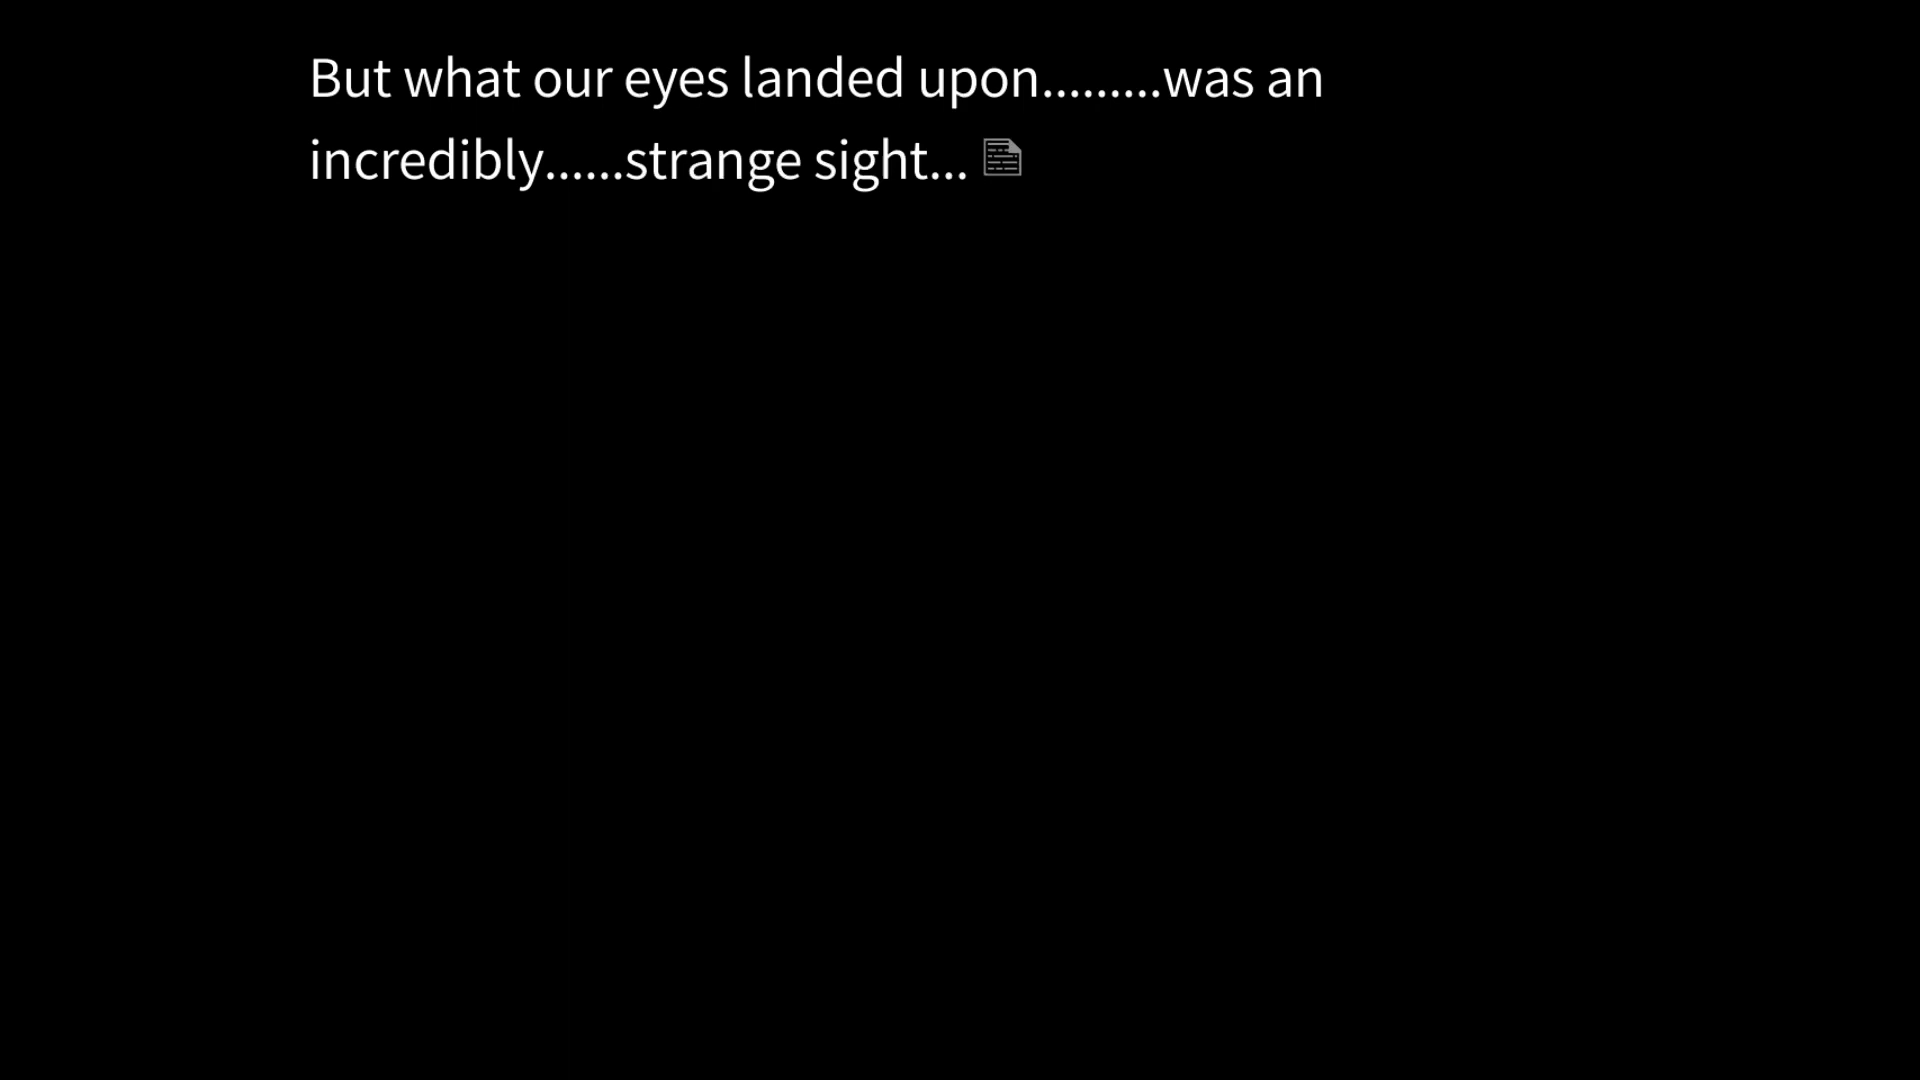 But what our eyes landed upon.........was an
incredibly......strange sight...